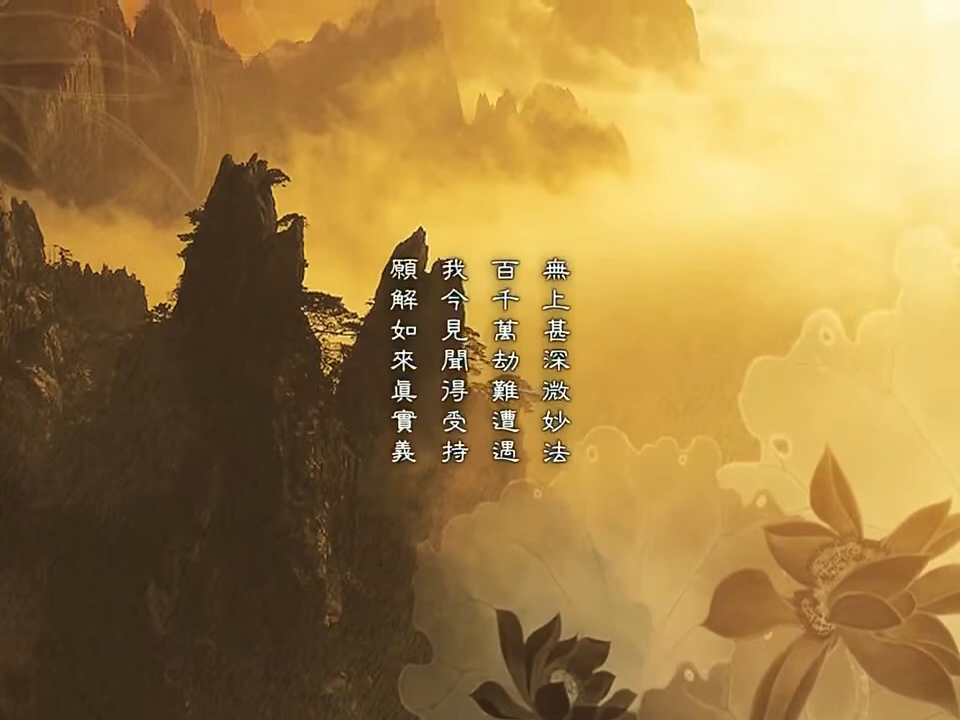 無上甚深微妙法
百千萬劫難遭遇
我今見聞得受持
願解如來眞實義